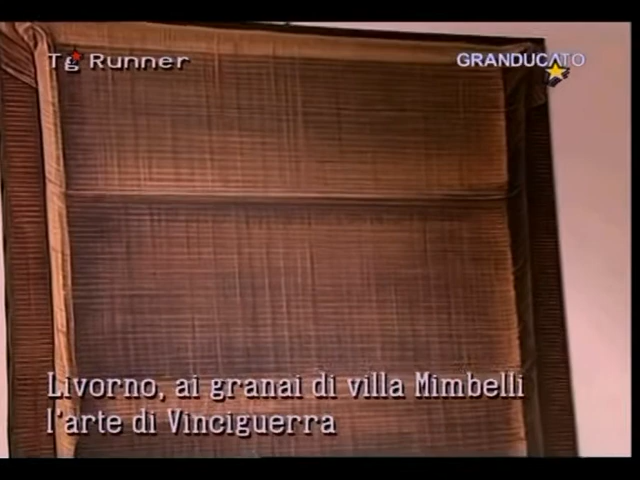 Tg Runner
GRANDUCATO
Livorno, ai granai di villa Mimbelli
l'arte di Vinciguerra